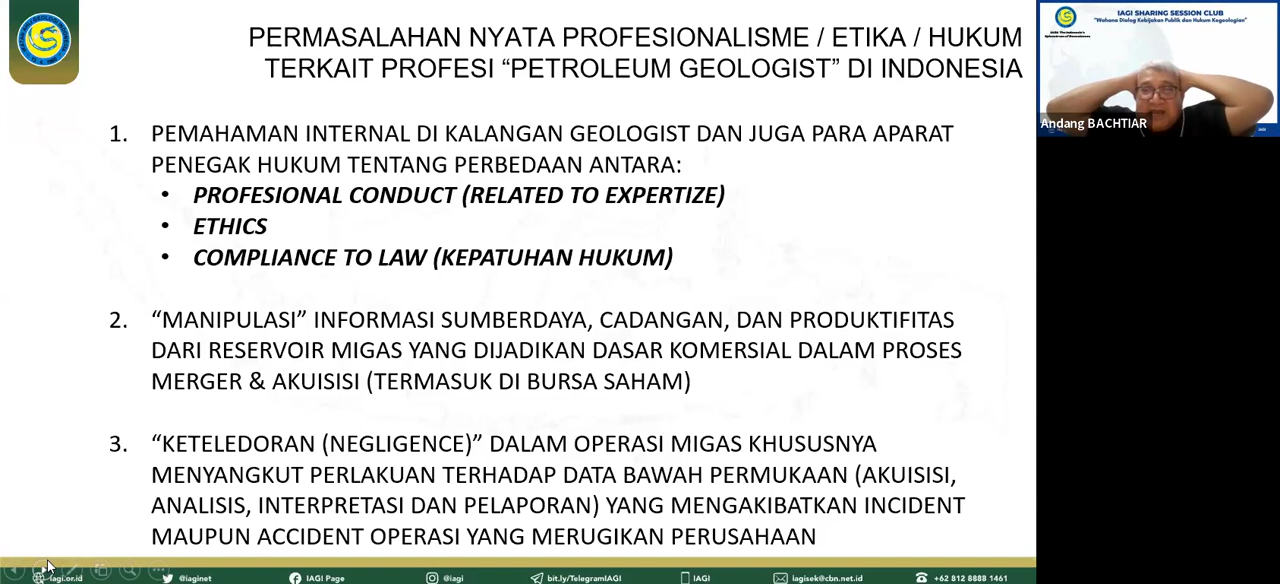 PERMASALAHAN NYATA PROFESIONALISME / ETIKA / HUKUM
TERKAIT PROFESI “PETROLEUM GEOLOGIST” DI INDONESIA
1. PEMAHAMAN INTERNAL DI KALANGAN GEOLOGIST DAN JUGA PARA APARAT
PENEGAK HUKUM TENTANG PERBEDAAN ANTARA:
• PROFESIONAL CONDUCT (RELATED TO EXPERTIZE)
• ETHICS
• COMPLIANCE TO LAW (KEPATUHAN HUKUM)
2. “MANIPULASI” INFORMASI SUMBERDAYA, CADANGAN, DAN PRODUKTIFITAS
DARI RESERVOIR MIGAS YANG DIJADIKAN DASAR KOMERSIAL DALAM PROSES
MERGER & AKUISISI (TERMASUK DI BURSA SAHAM)
3. “KETELEDORAN (NEGLIGENCE)” DALAM OPERASI MIGAS KHUSUSNYA
MENYANGKUT PERLAKUAN TERHADAP DATA BAWAH PERMUKAAN (AKUISISI,
ANALISIS, INTERPRETASI DAN PELAPORAN) YANG MENGAKIBATKAN INCIDENT
MAUPUN ACCIDENT OPERASI YANG MERUGIKAN PERUSAHAAN
iagi.or.id @iaginet IAGI Page @iagi bit.ly/TelegramIAGI IAGI iagisek@cbn.net.id +62 812 8888 1461
IAGI SHARING SESSION CLUB
"Wahana Dialog Kebijakan Publik dan Hukum Kegeologian"
Andang BACHTIAR